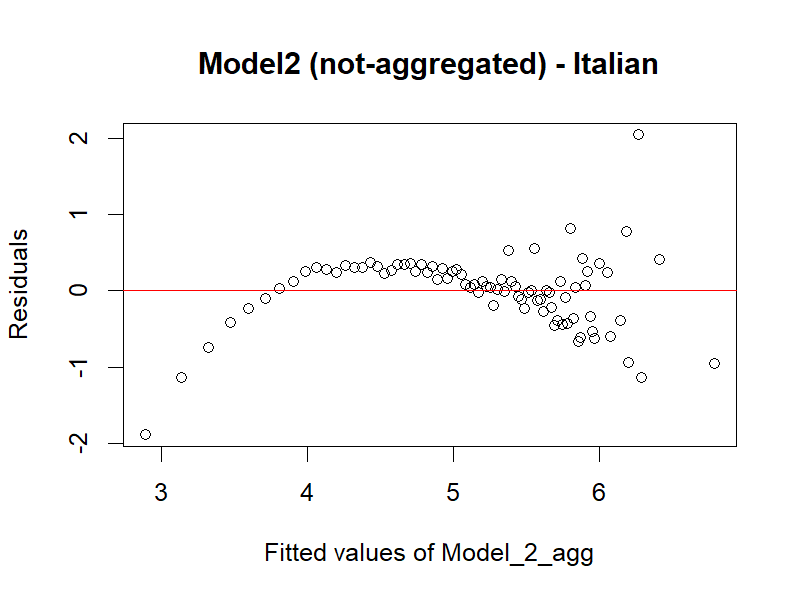 Model2 (not-aggregated) - Italian
2
1
0
-1
-2
Residuals
3 4 5 6
Fitted values of Model_2_agg